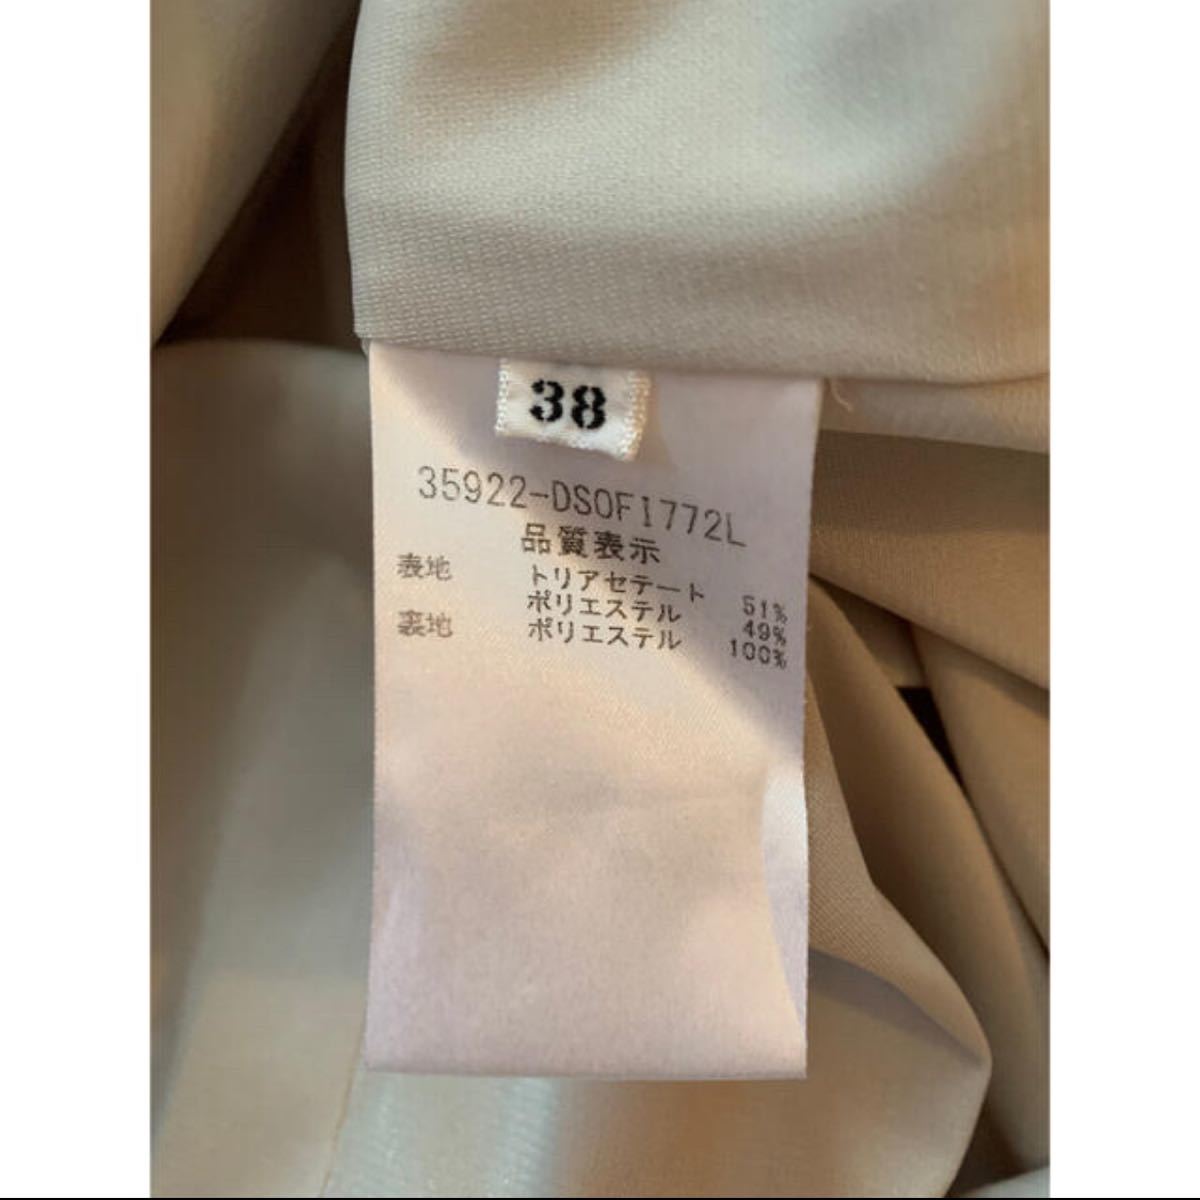 38
35922-DSOF1772L
品質表示
表地 トリアセテート 51%
ポリエステル 49%
裏地 ポリエステル 100%